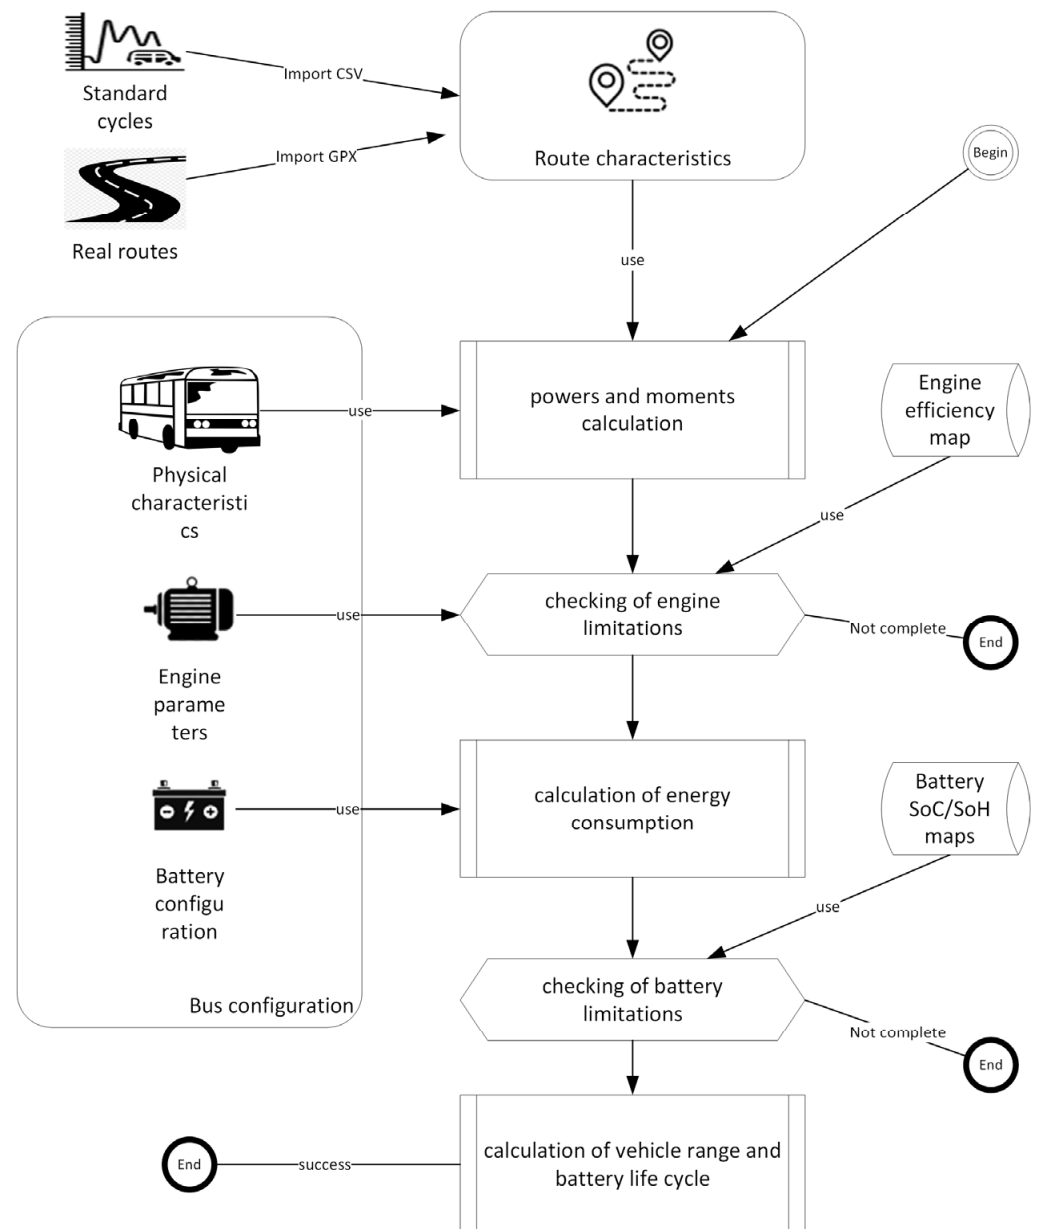 Standard
cycles
Import CSV
Import GPX
Real routes
Route characteristics
Begin
use
Physical
characteristi
cs
use
powers and moments
calculation
Engine
efficiency
map
use
Engine
parame
ters
use
checking of engine
limitations
Not complete
End
Battery
configu
ration
use
calculation of energy
consumption
Battery
SoC/SoH
maps
use
Bus configuration
checking of battery
limitations
Not complete
End
calculation of vehicle range and
battery life cycle
success
End